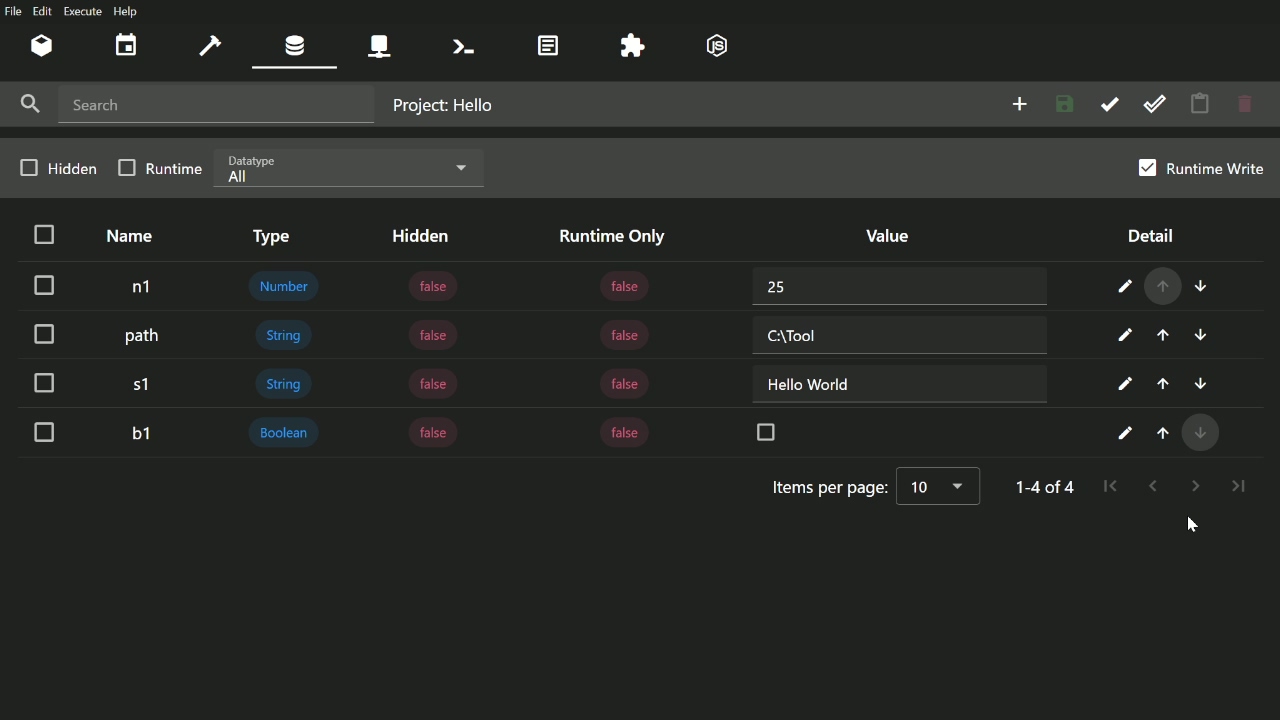 File Edit Execute Help
JS
Search Project: Hello
Hidden Runtime Datatype All Runtime Write
Name Type Hidden Runtime Only Value Detail
n1 Number false false 25
path String false false C:\Tool
s1 String false false Hello World
b1 Boolean false false
Items per page: 10 1-4 of 4